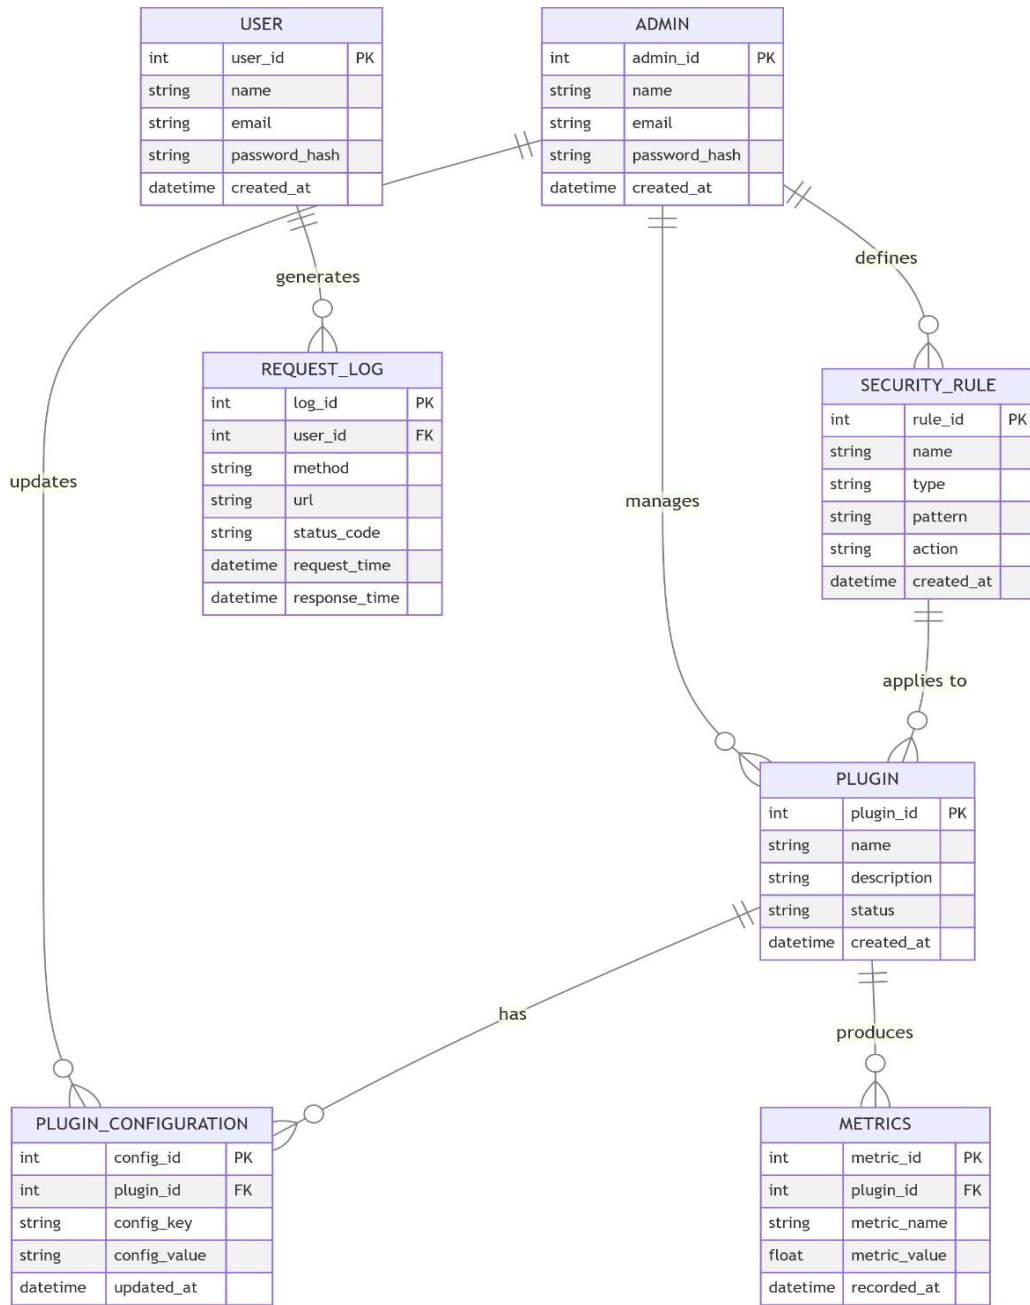 USER
int user_id PK
string name
string email
string password_hash
datetime created_at
ADMIN
int admin_id PK
string name
string email
string password_hash
datetime created_at
generates
defines
REQUEST_LOG
int log_id PK
int user_id FK
string method
string url
string status_code
datetime request_time
datetime response_time
SECURITY_RULE
int rule_id PK
string name
string type
string pattern
string action
datetime created_at
updates
manages
applies to
PLUGIN
int plugin_id PK
string name
string description
string status
datetime created_at
has
produces
PLUGIN_CONFIGURATION
int config_id PK
int plugin_id FK
string config_key
string config_value
datetime updated_at
METRICS
int metric_id PK
int plugin_id FK
string metric_name
float metric_value
datetime recorded_at